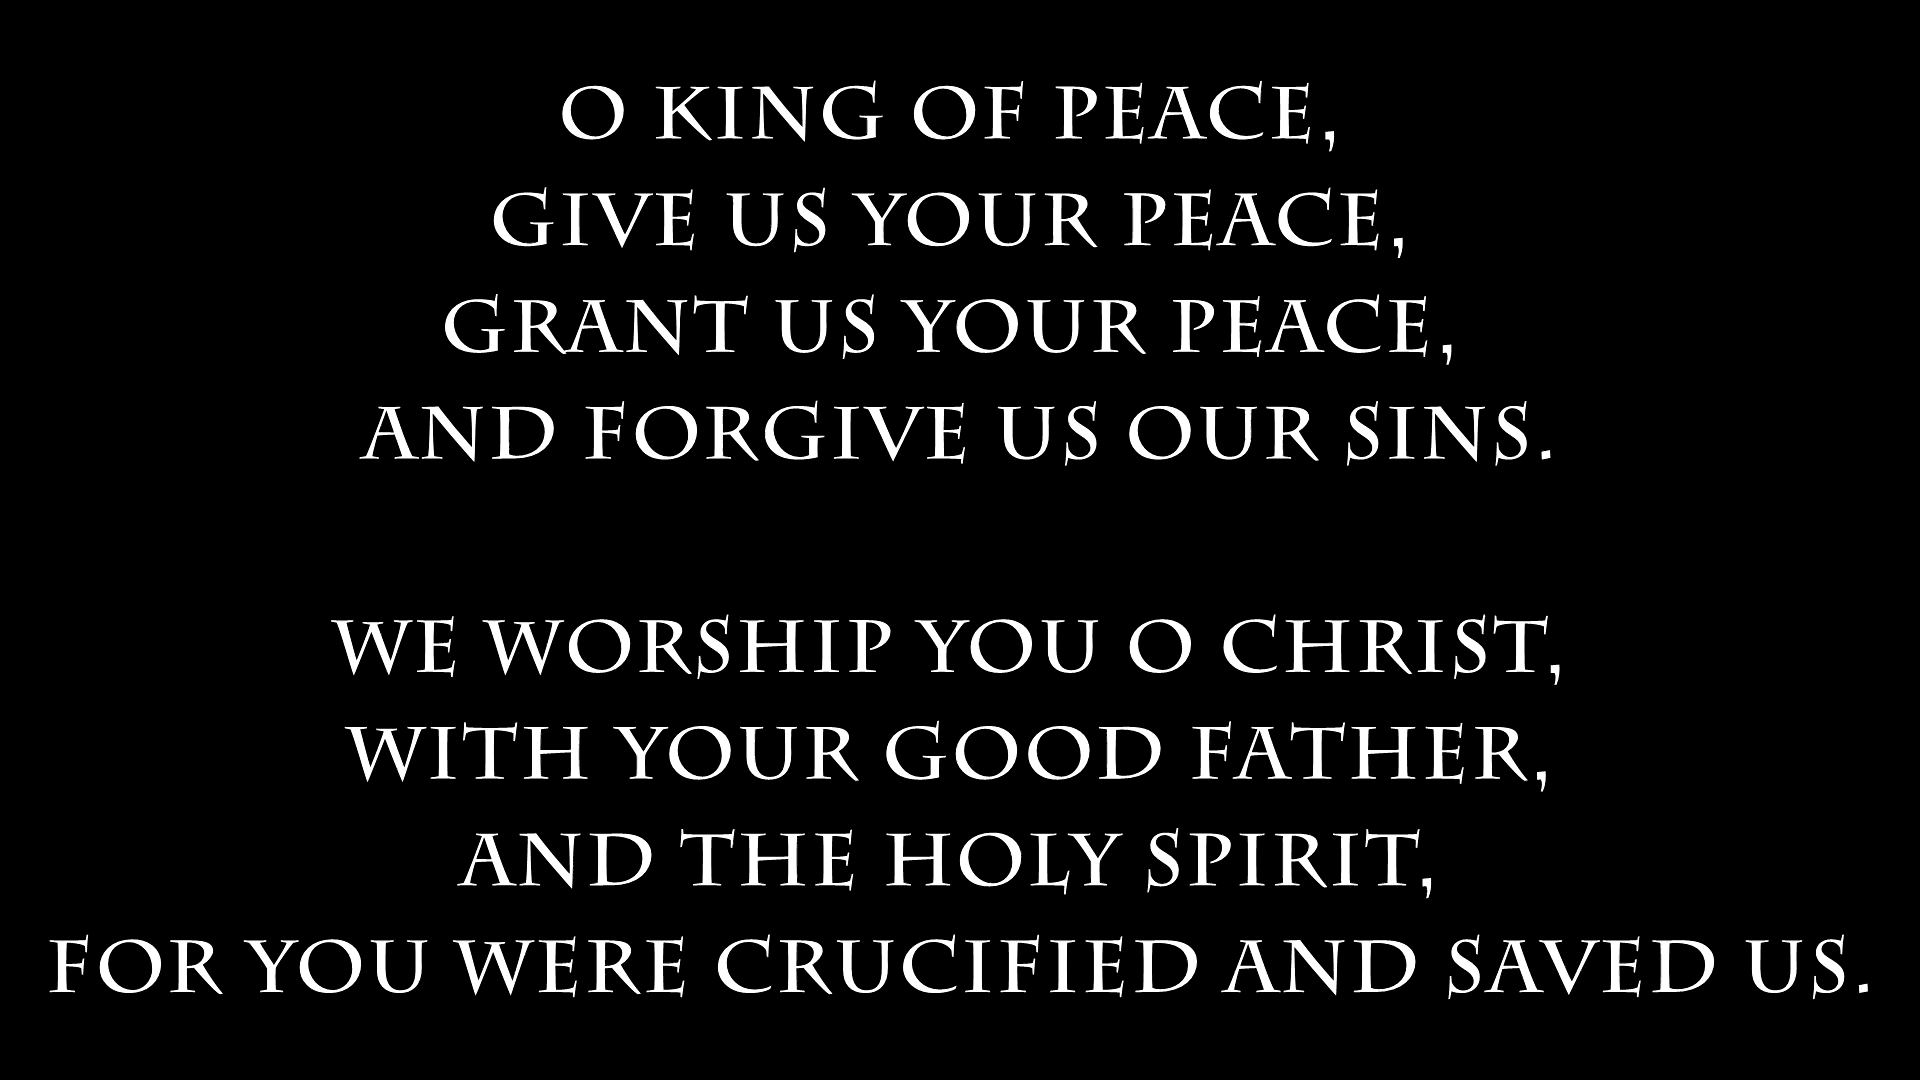 O KING OF PEACE,
GIVE US YOUR PEACE,
GRANT US YOUR PEACE,
AND FORGIVE US OUR SINS.
WE WORSHIP YOU O CHRIST,
WITH YOUR GOOD FATHER,
AND THE HOLY SPIRIT,
FOR YOU WERE CRUCIFIED AND SAVED US.